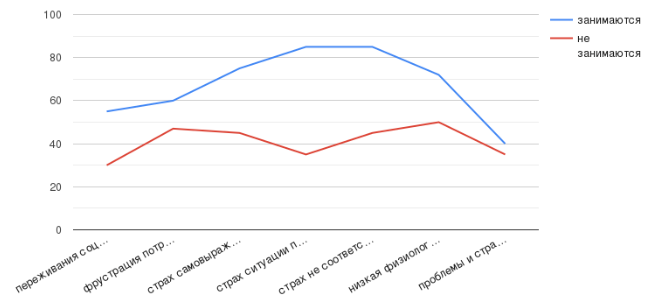 100
80
60
40
20
0
занимаются
не
занимаются
переживания соц…
фрустрация потр…
страх самовыраж…
страх ситуации п…
страх не соответс…
низкая физиолог…
проблемы и стра…